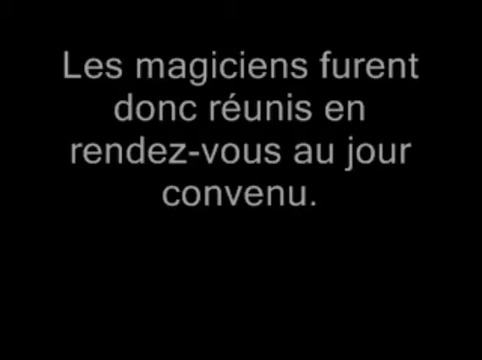 Les magiciens furent
donc réunis en
rendez-vous au jour
convenu.